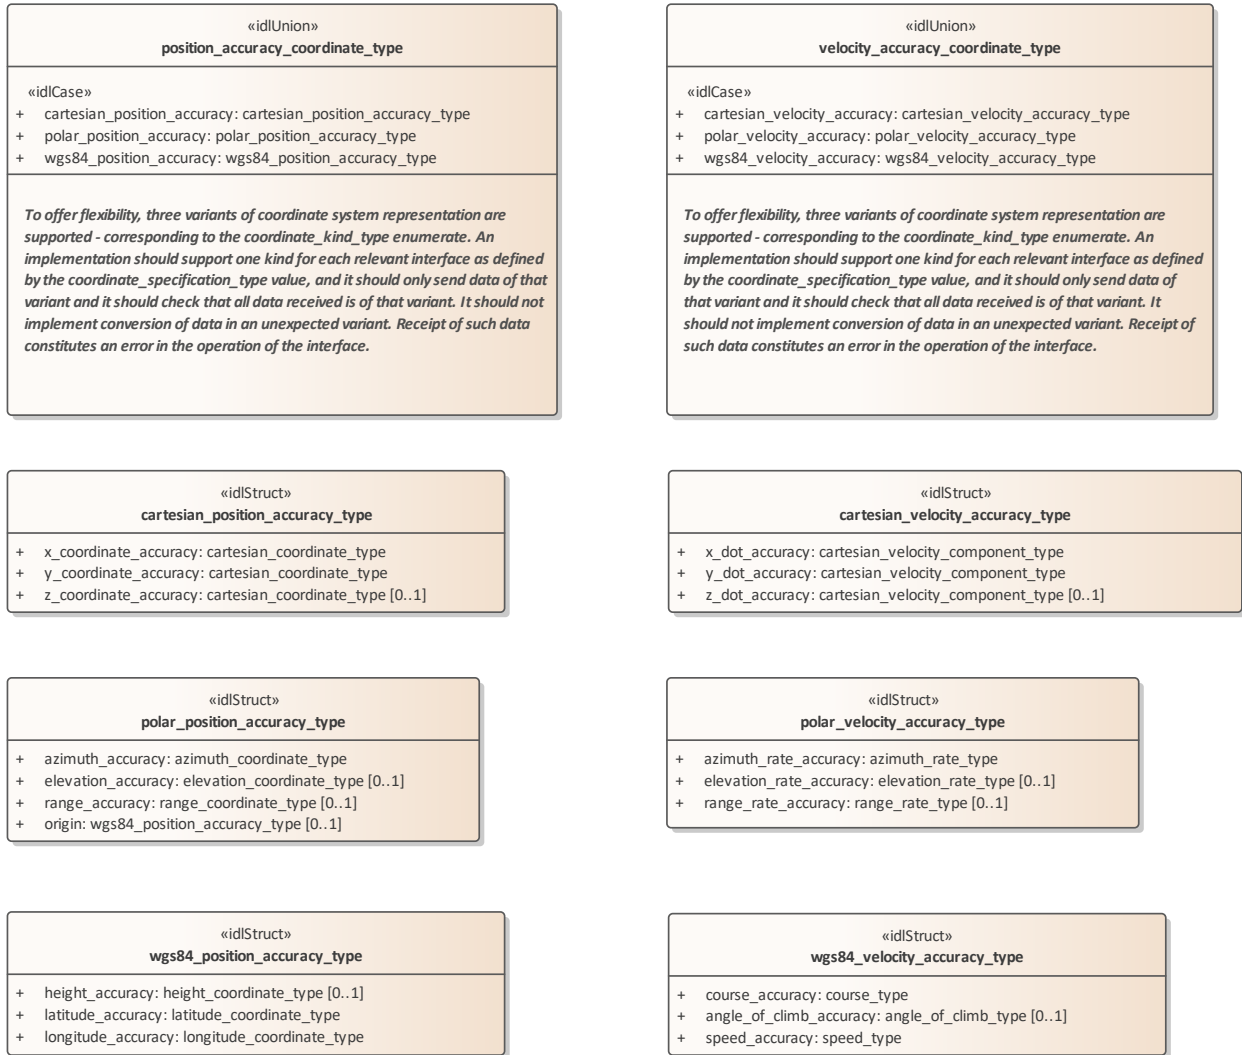 «idlUnion»
position_accuracy_coordinate_type
«idlCase»
+ cartesian_position_accuracy: cartesian_position_accuracy_type
+ polar_position_accuracy: polar_position_accuracy_type
+ wgs84_position_accuracy: wgs84_position_accuracy_type
To offer flexibility, three variants of coordinate system representation are
supported - corresponding to the coordinate_kind_type enumerate. An
implementation should support one kind for each relevant interface as defined
by the coordinate_specification_type value, and it should only send data of that
variant and it should check that all data received is of that variant. It should not
implement conversion of data in an unexpected variant. Receipt of such data
constitutes an error in the operation of the interface.
«idlUnion»
velocity_accuracy_coordinate_type
«idlCase»
+ cartesian_velocity_accuracy: cartesian_velocity_accuracy_type
+ polar_velocity_accuracy: polar_velocity_accuracy_type
+ wgs84_velocity_accuracy: wgs84_velocity_accuracy_type
To offer flexibility, three variants of coordinate system representation are
supported - corresponding to the coordinate_kind_type enumerate. An
implementation should support one kind for each relevant interface as defined
by the coordinate_specification_type value, and it should only send data of
that variant and it should check that all data received is of that variant. It
should not implement conversion of data in an unexpected variant. Receipt of
such data constitutes an error in the operation of the interface.
«idlStruct»
cartesian_position_accuracy_type
+ x_coordinate_accuracy: cartesian_coordinate_type
+ y_coordinate_accuracy: cartesian_coordinate_type
+ z_coordinate_accuracy: cartesian_coordinate_type [0..1]
«idlStruct»
cartesian_velocity_accuracy_type
+ x_dot_accuracy: cartesian_velocity_component_type
+ y_dot_accuracy: cartesian_velocity_component_type
+ z_dot_accuracy: cartesian_velocity_component_type [0..1]
«idlStruct»
polar_position_accuracy_type
+ azimuth_accuracy: azimuth_coordinate_type
+ elevation_accuracy: elevation_coordinate_type [0..1]
+ range_accuracy: range_coordinate_type [0..1]
+ origin: wgs84_position_accuracy_type [0..1]
«idlStruct»
polar_velocity_accuracy_type
+ azimuth_rate_accuracy: azimuth_rate_type
+ elevation_rate_accuracy: elevation_rate_type [0..1]
+ range_rate_accuracy: range_rate_type [0..1]
«idlStruct»
wgs84_position_accuracy_type
+ height_accuracy: height_coordinate_type [0..1]
+ latitude_accuracy: latitude_coordinate_type
+ longitude_accuracy: longitude_coordinate_type
«idlStruct»
wgs84_velocity_accuracy_type
+ course_accuracy: course_type
+ angle_of_climb_accuracy: angle_of_climb_type [0..1]
+ speed_accuracy: speed_type